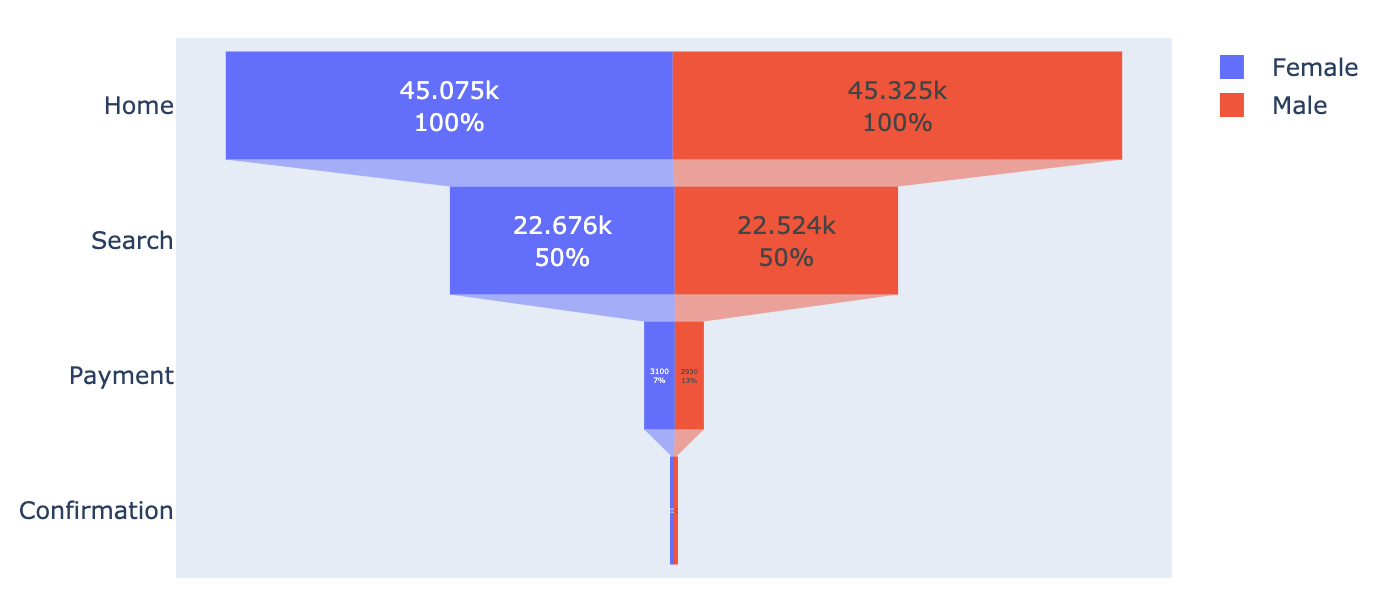 Home
45.075k
100%
45.325k
100%
Female
Male
Search
22.676k
50%
22.524k
50%
Payment
3100
7%
2930
13%
Confirmation